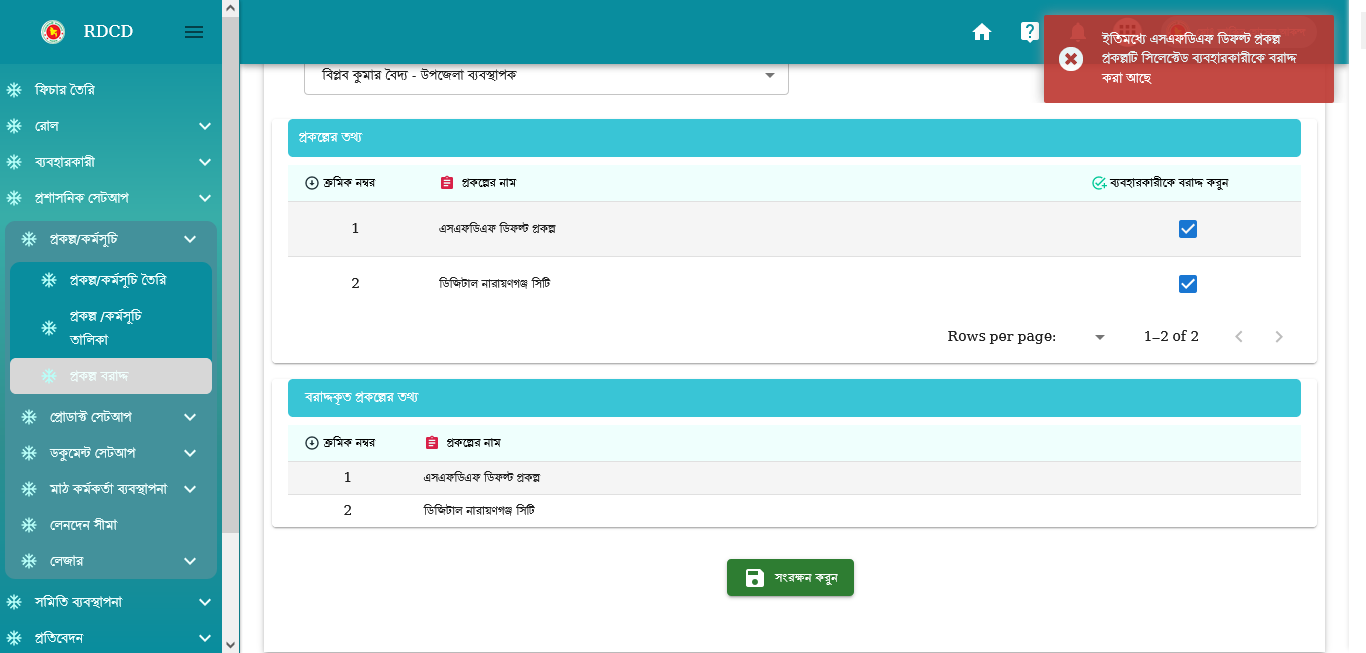 RDCD
ফিচার তৈরি
রোল
ব্যবহারকারী
প্রশাসনিক সেটআপ
প্রকল্প/কর্মসূচি
প্রকল্প/কর্মসূচি তৈরি
প্রকল্প /কর্মসূচি
তালিকা
প্রকল্প বরাদ্দ
প্রোডাক্ট সেটআপ
ডকুমেন্ট সেটআপ
মাঠ কর্মকর্তা ব্যবস্থাপনা
লেনদেন সীমা
লেজার
সমিতি ব্যবস্থাপনা
প্রতিবেদন
ইতিমধ্যে এসএফডিএফ ডিফল্ট প্রকল্প
প্রকল্পটি সিলেক্টেড ব্যবহারকারীকে বরাদ্দ
করা আছে
বিপ্লব কুমার বৈদ্য - উপজেলা ব্যবস্থাপক
প্রকল্পের তথ্য
ক্রমিক নম্বর প্রকল্পের নাম ব্যবহারকারীকে বরাদ্দ করুন
1 এসএফডিএফ ডিফল্ট প্রকল্প
2 ডিজিটাল নারায়ণগঞ্জ সিটি
Rows per page: 1–2 of 2
বরাদ্দকৃত প্রকল্পের তথ্য
ক্রমিক নম্বর প্রকল্পের নাম
1 এসএফডিএফ ডিফল্ট প্রকল্প
2 ডিজিটাল নারায়ণগঞ্জ সিটি
সংরক্ষন করুন